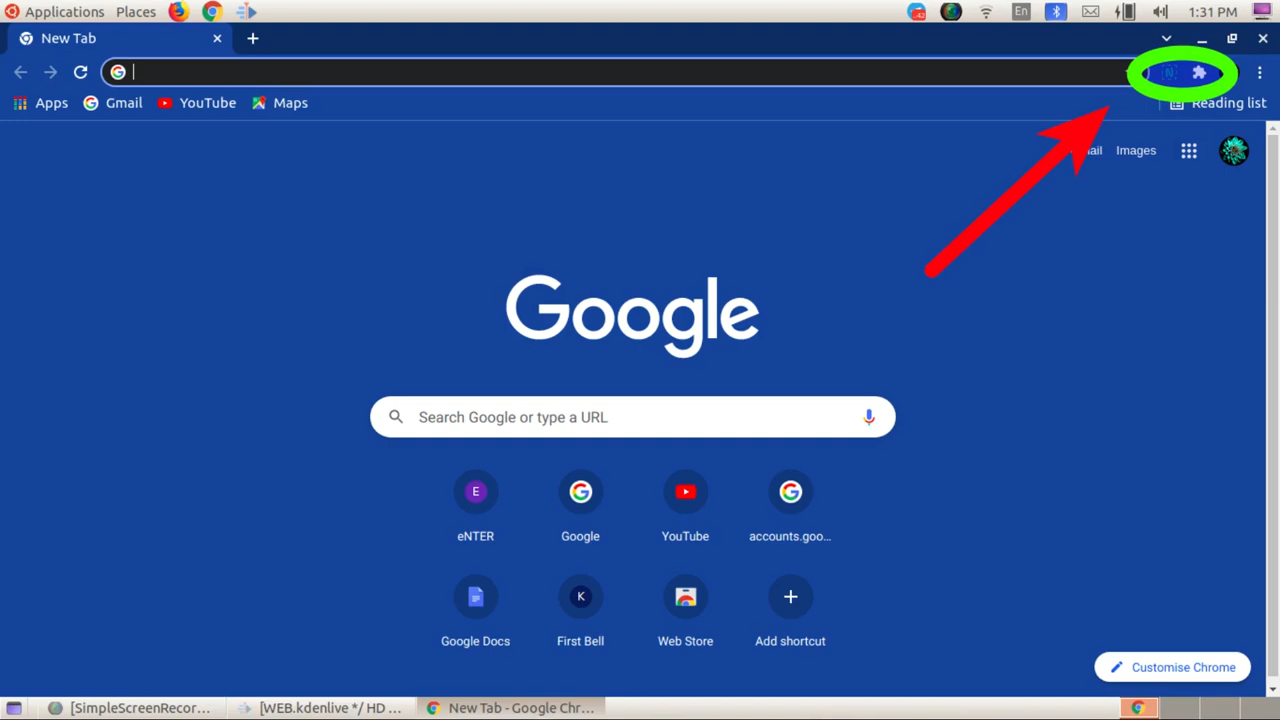 Applications Places En 1:31 PM
New Tab
Apps Gmail YouTube Maps Reading list
Images
Google
Search Google or type a URL
E G G
eNTER Google YouTube accounts.goo...
K
Google Docs First Bell Web Store Add shortcut
Customise Chrome
[SimpleScreenRecor... [WEB.kdenlive */ HD ... New Tab - Google Chr...